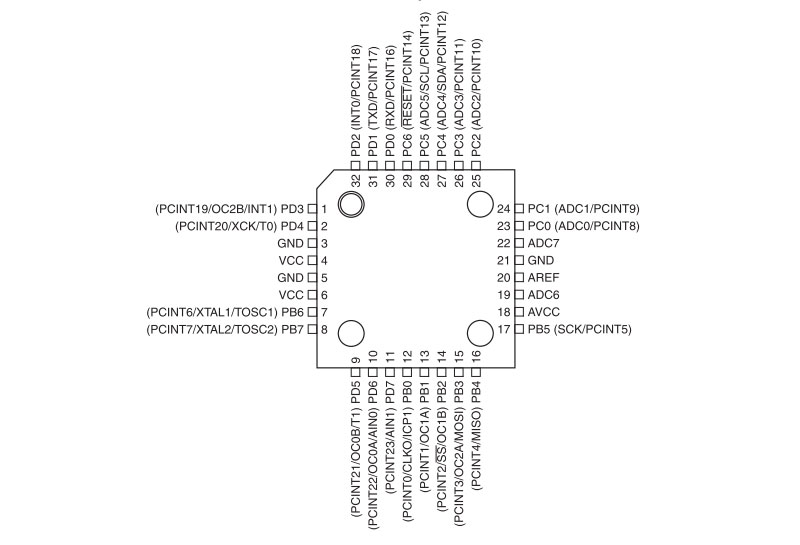 PD2 (INT0/PCINT18)
PD1 (TXD/PCINT17)
PD0 (RXD/PCINT16)
PC6 (RESET/PCINT14)
PC5 (ADC5/SCL/PCINT13)
PC4 (ADC4/SDA/PCINT12)
PC3 (ADC3/PCINT11)
PC2 (ADC2/PCINT10)
32
31
30
29
28
27
26
25
(PCINT19/OC2B/INT1) PD3 1
(PCINT20/XCK/T0) PD4 2
GND 3
VCC 4
GND 5
VCC 6
(PCINT6/XTAL1/TOSC1) PB6 7
(PCINT7/XTAL2/TOSC2) PB7 8
24 PC1 (ADC1/PCINT9)
23 PC0 (ADC0/PCINT8)
22 ADC7
21 GND
20 AREF
19 ADC6
18 AVCC
17 PB5 (SCK/PCINT5)
9
10
11
12
13
14
15
16
(PCINT21/OC0B/T1) PD5
(PCINT22/OC0A/AIN0) PD6
(PCINT23/AIN1) PD7
(PCINT0/CLKO/ICP1) PB0
(PCINT1/OC1A) PB1
(PCINT2/SS/OC1B) PB2
(PCINT3/OC2A/MOSI) PB3
(PCINT4/MISO) PB4